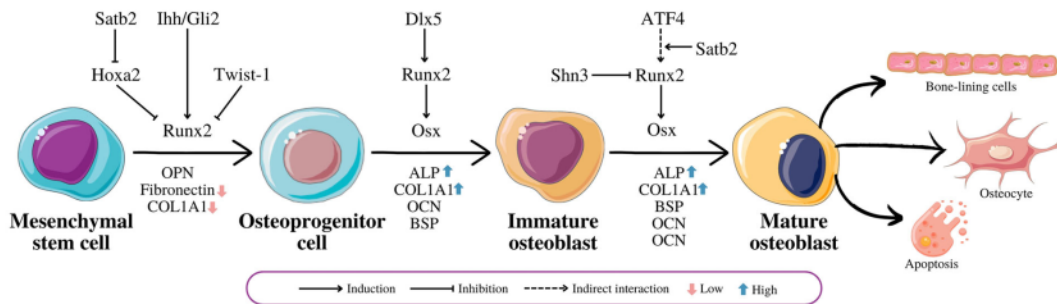 Satb2
Ihh/Gli2
Hoxa2
Twist-1
Runx2
OPN
Fibronectin
COL1A1
Mesenchymal
stem cell
Osteoprogenitor
cell
Dlx5
Runx2
Osx
ALP
COL1A1
OCN
BSP
Immature
osteoblast
ATF4
Satb2
Shn3
Runx2
Osx
ALP
COL1A1
BSP
OCN
OCN
Mature
osteoblast
Bone-lining cells
Osteocyte
Apoptosis
Induction
Inhibition
Indirect interaction
Low
High